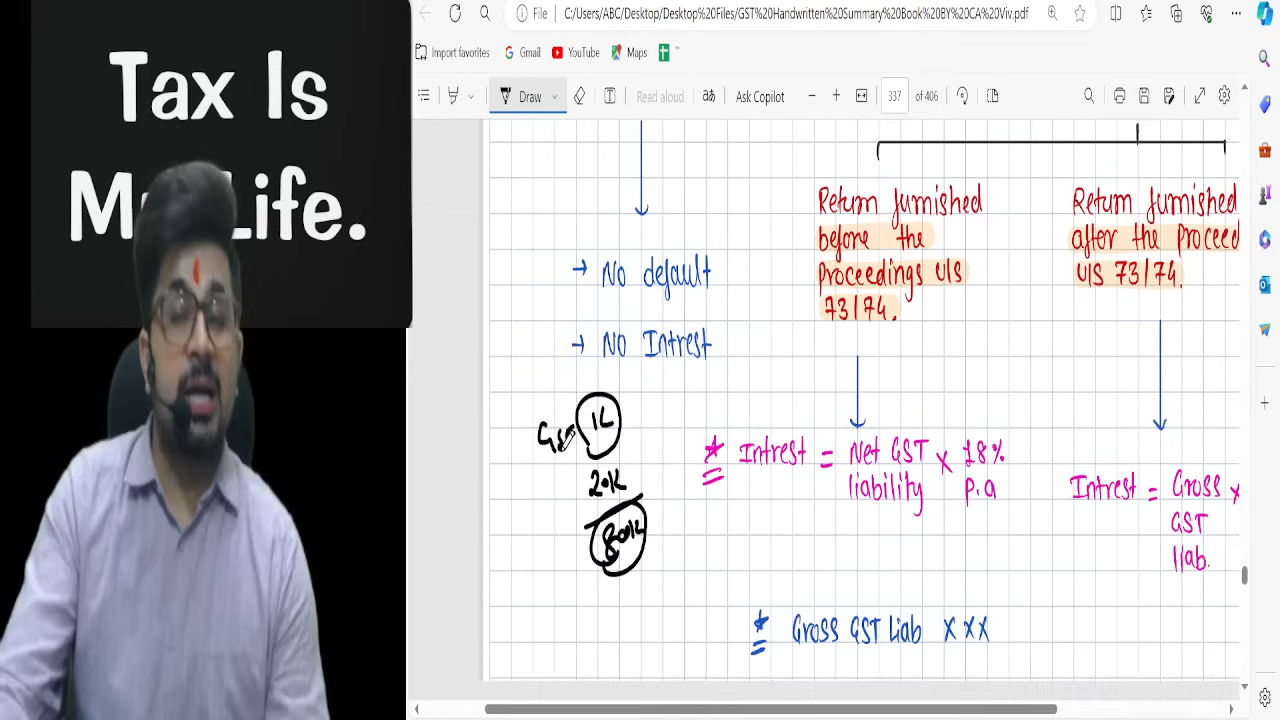 Tax Is
My Life.
File
C:/Users/ABC/Desktop/Desktop%20Files/GST%20Handwritten%20Summary%20Book%20BY%20CA%20Viv.pdf
Import favorites
Gmail
YouTube
Maps
Draw
Read aloud
Ask Copilot
337 of 406
Return furnished
before the
Proceedings U/S
73/74.
Return furnished
after the proceed
U/S 73/74.
→ No default
→ NO Intrest
1L
20K
* Intrest = Net GST liability × 18% p.a
Intrest = Gross GST liab. ×
* Gross GST Liab X X X